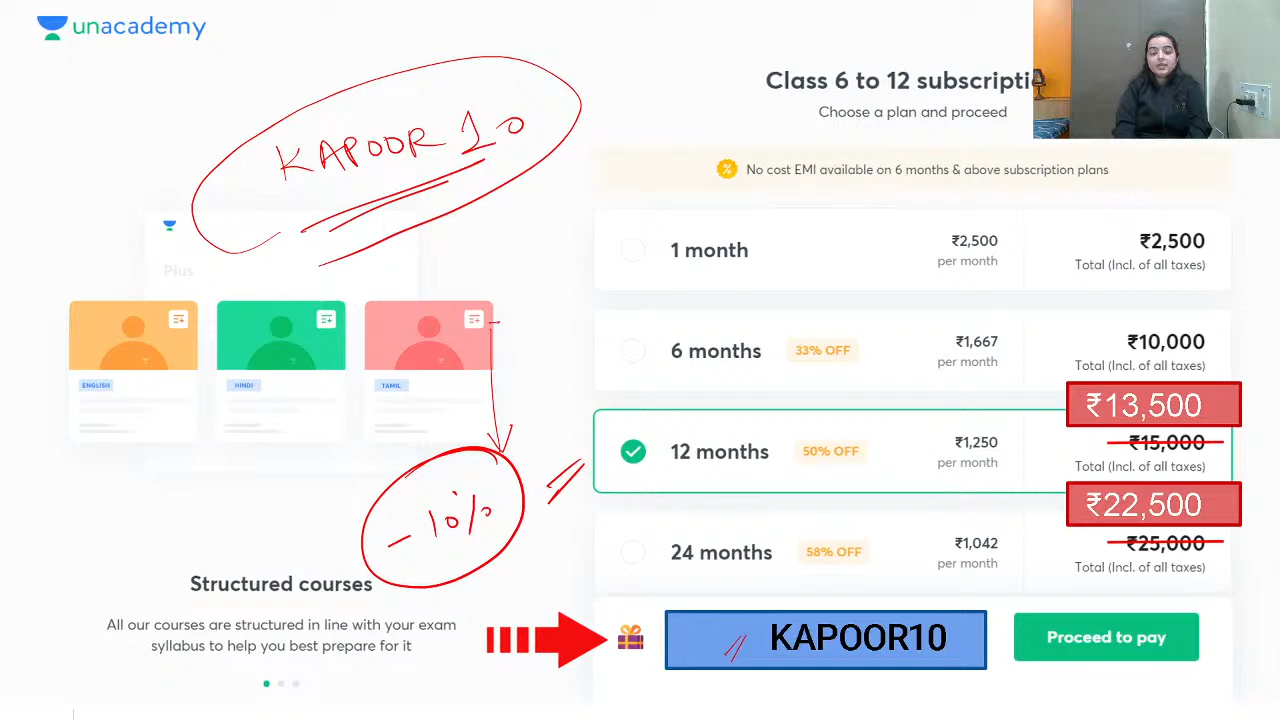 unacademy
KAPOOR 10
Plus
ENGLISH
HINDI
TAMIL
- 10%
Structured courses
All our courses are structured in line with your exam
syllabus to help you best prepare for it
Class 6 to 12 subscripti
Choose a plan and proceed
No cost EMI available on 6 months & above subscription plans
1 month ₹2,500 per month ₹2,500 Total (Incl. of all taxes)
6 months 33% OFF ₹1,667 per month ₹10,000 Total (Incl. of all taxes)
₹13,500
12 months 50% OFF ₹1,250 per month ₹15,000 Total (Incl. of all taxes)
₹22,500
24 months 58% OFF ₹1,042 per month ₹25,000 Total (Incl. of all taxes)
KAPOOR10
Proceed to pay